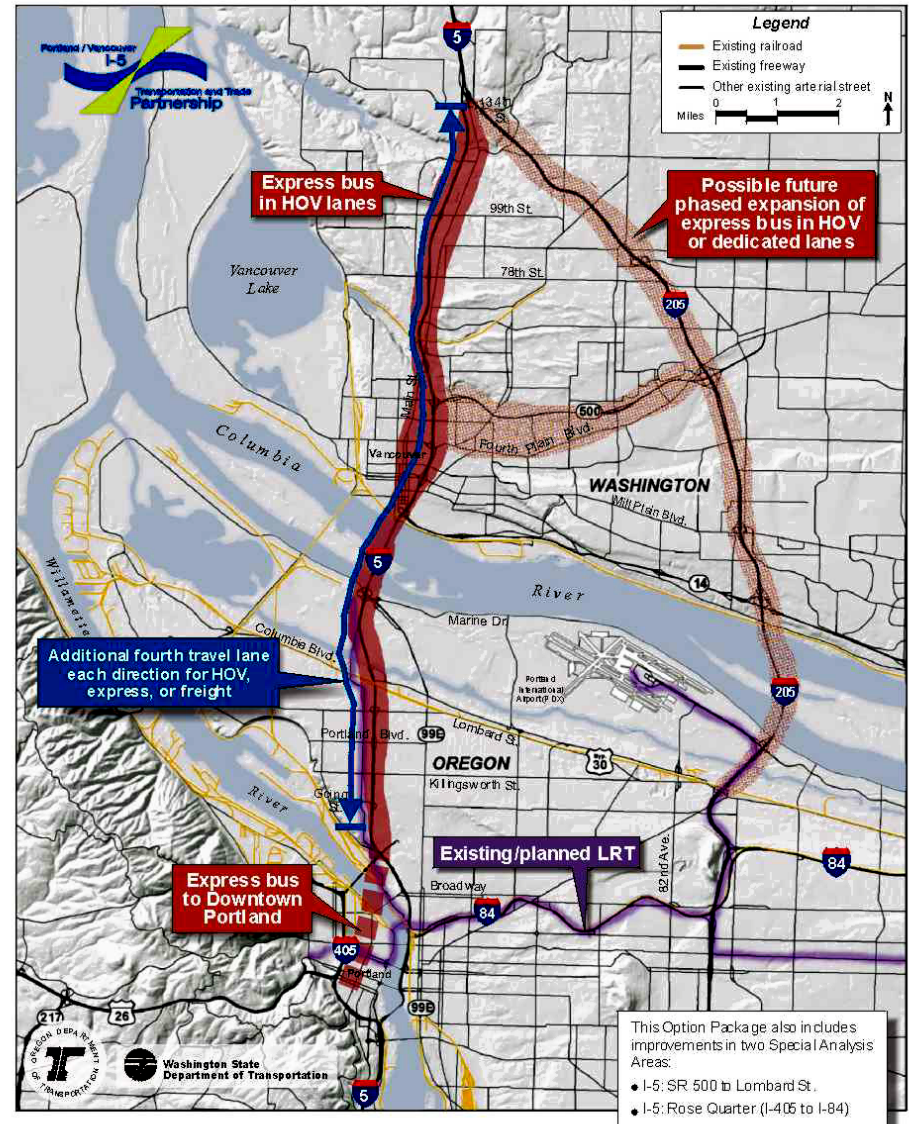 Portland / Vancouver
I-5
Transportation and Trade
Partnership
Legend
Existing railroad
Existing freeway
Other existing arterial street
Miles
0
1
2
N
5
134th
St.
Express bus
in HOV lanes
Possible future
phased expansion of
express bus in HOV
or dedicated lanes
99th St.
Vancouver
Lake
78th St.
205
Main St.
500
Fourth Plain Blvd.
Columbia
Vancouver
WASHINGTON
Mill Plain Blvd.
5
14
River
Willamette
Marine Dr.
Columbia Blvd.
Additional fourth travel lane
each direction for HOV,
express, or freight
Portland
International
Airport (PDX)
205
Lombard St.
Portland Blvd.
99E
OREGON
30
Killingsworth St.
River
Going
Existing/planned LRT
82nd Ave.
84
Express bus
to Downtown
Portland
Broadway
84
405
Portland
217
26
99E
OREGON DEPARTMENT
OF TRANSPORTATION
Washington State
Department of Transportation
5
This Option Package also includes
improvements in two Special Analysis
Areas:
• I-5: SR 500 to Lombard St.
• I-5: Rose Quarter (I-405 to I-84)